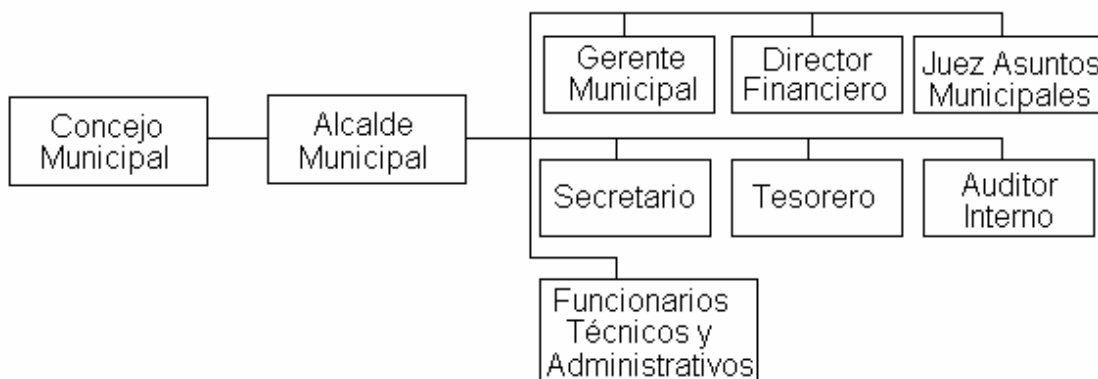 Concejo
Municipal
Alcalde
Municipal
Gerente
Municipal
Director
Financiero
Juez Asuntos
Municipales
Secretario
Tesorero
Auditor
Interno
Funcionarios
Técnicos y
Administrativos